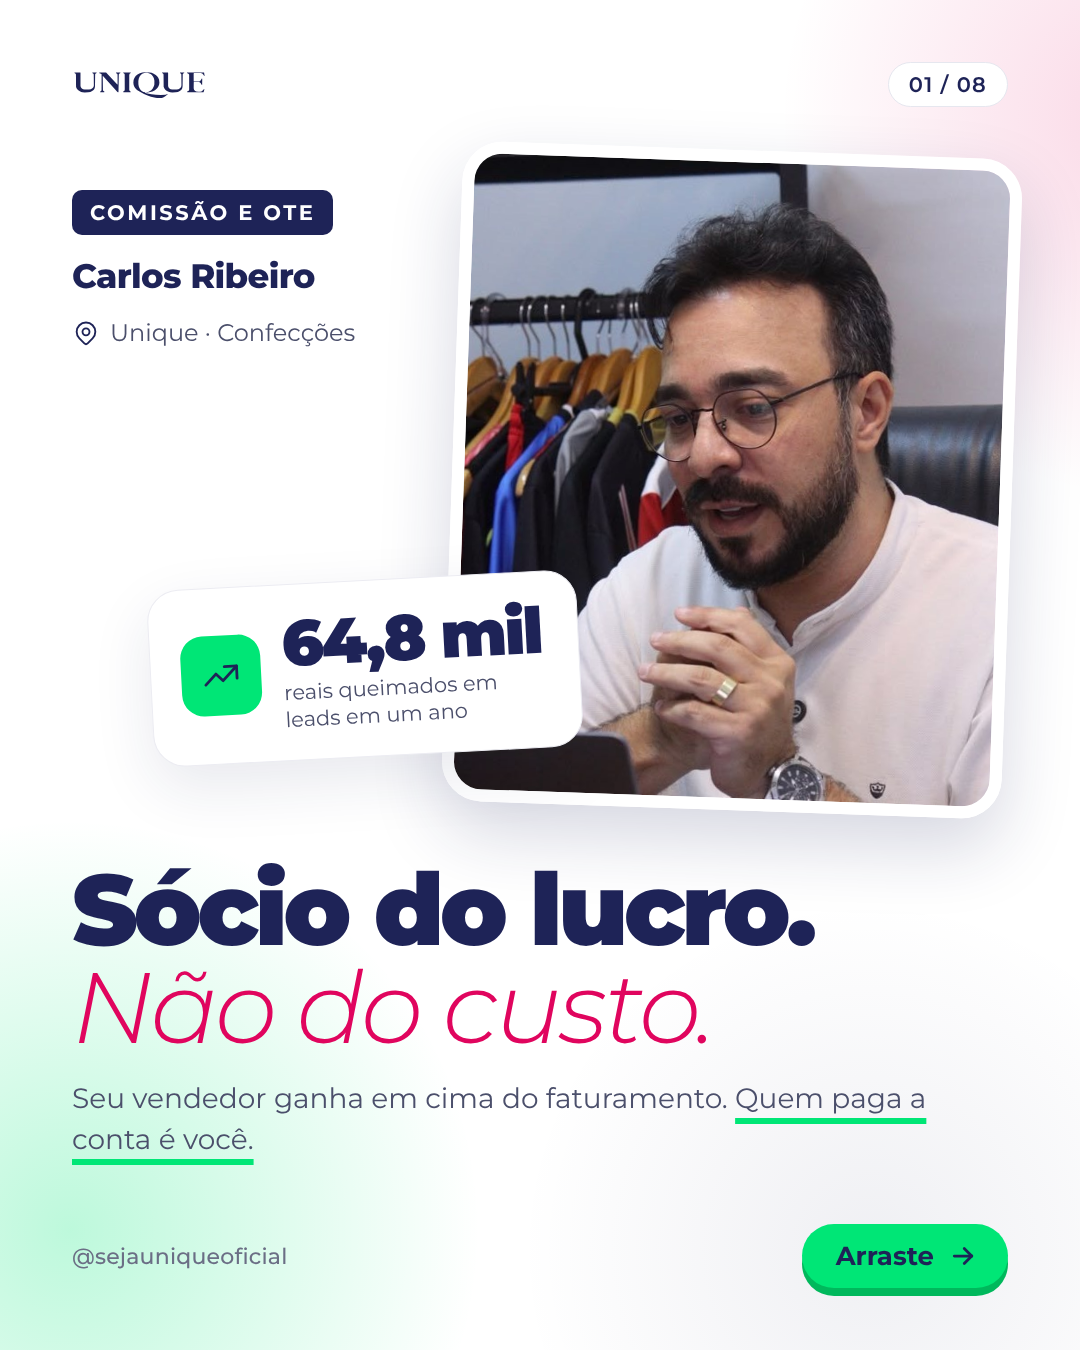 UNIQUE
01 / 08
COMISSÃO E OTE
Carlos Ribeiro
Unique · Confecções
64,8 mil
reais queimados em
leads em um ano
Sócio do lucro.
Não do custo.
Seu vendedor ganha em cima do faturamento. Quem paga a
conta é você.
@sejauniqueoficial
Arraste